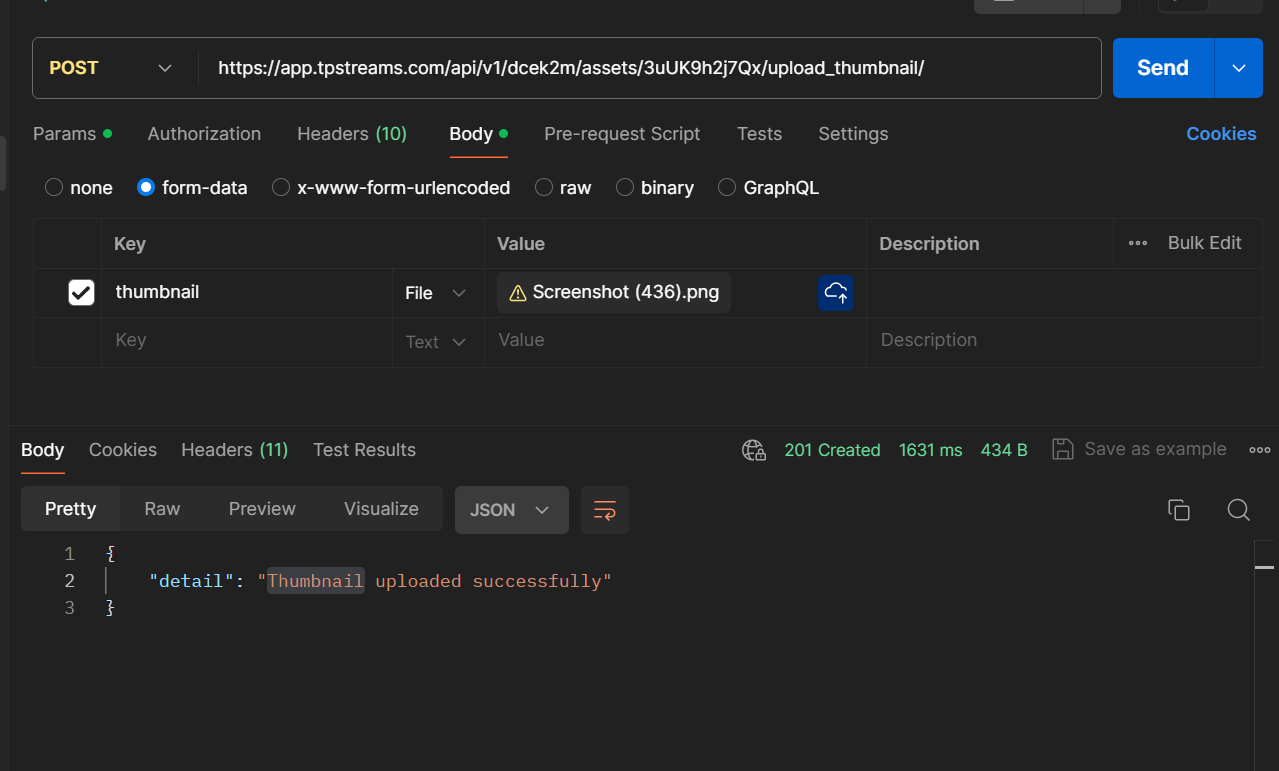 POST https://app.tpstreams.com/api/v1/dcek2m/assets/3uUK9h2j7Qx/upload_thumbnail/ Send
Params Authorization Headers (10) Body Pre-request Script Tests Settings Cookies
none form-data x-www-form-urlencoded raw binary GraphQL
Key Value Description Bulk Edit
thumbnail File Screenshot (436).png
Key Text Value Description
Body Cookies Headers (11) Test Results 201 Created 1631 ms 434 B Save as example
Pretty Raw Preview Visualize JSON
1 {
2 "detail": "Thumbnail uploaded successfully"
3 }